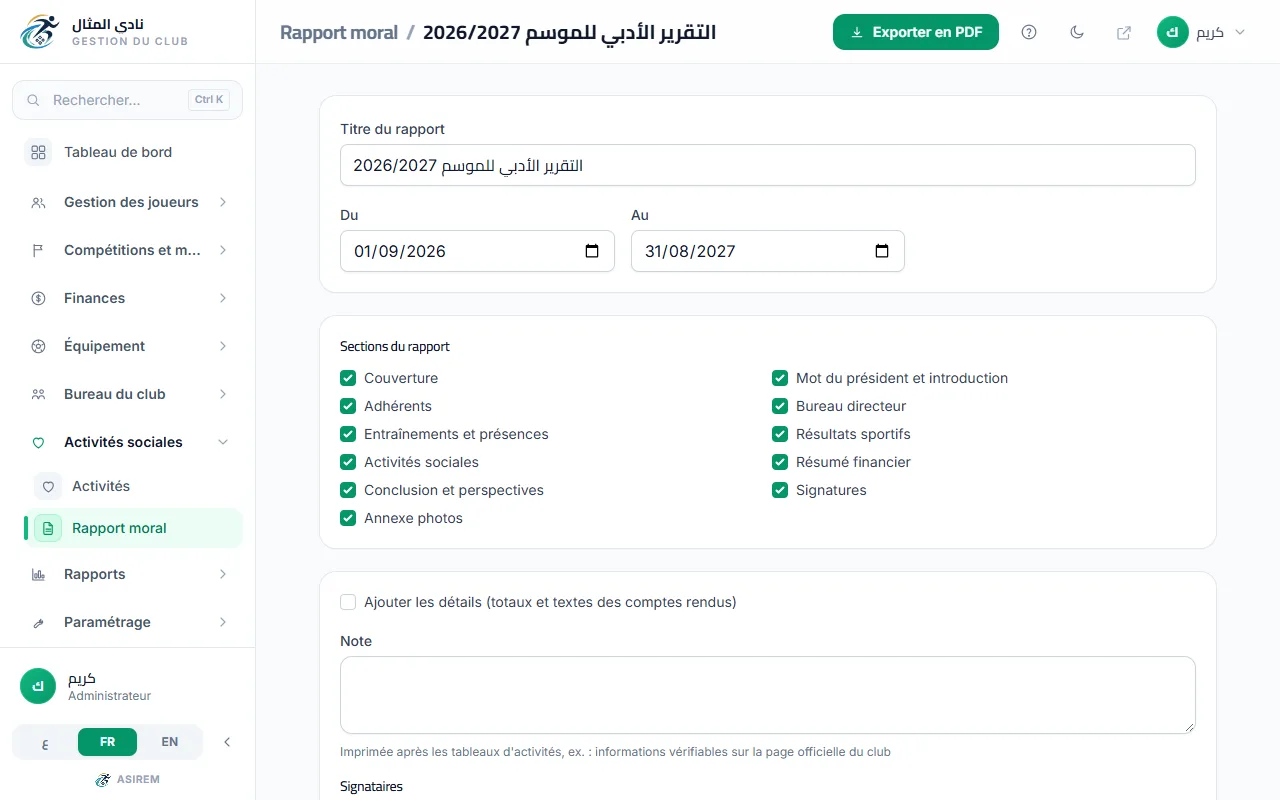 نادي المثال
GESTION DU CLUB
Rechercher...
Ctrl K
Tableau de bord
Gestion des joueurs
Compétitions et m...
Finances
Équipement
Bureau du club
Activités sociales
Activités
Rapport moral
Rapports
Paramétrage
كريم
Administrateur
ع
FR
EN
ASIREM
Rapport moral / التقرير الأدبي للموسم 2026/2027
Exporter en PDF
ك
كريم
Titre du rapport
التقرير الأدبي للموسم 2026/2027
Du
Au
01/09/2026
31/08/2027
Sections du rapport
Couverture
Mot du président et introduction
Adhérents
Bureau directeur
Entraînements et présences
Résultats sportifs
Activités sociales
Résumé financier
Conclusion et perspectives
Signatures
Annexe photos
Ajouter les détails (totaux et textes des comptes rendus)
Note
Imprimée après les tableaux d'activités, ex. : informations vérifiables sur la page officielle du club
Signataires